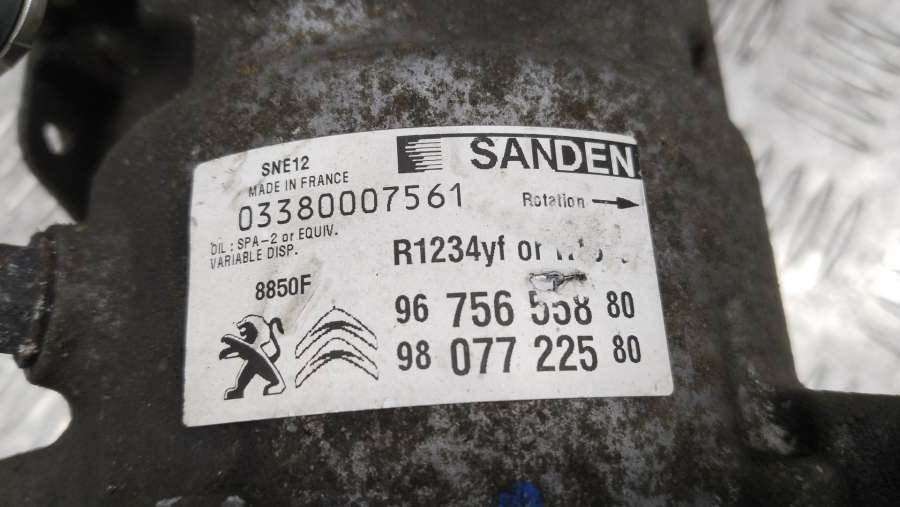 SANDEN
SNE12
MADE IN FRANCE
03380007561
Rotation
OIL : SPA-2 or EQUIV.
VARIABLE DISP.
R1234yf or
8850F
96 756 558 80
98 077 225 80